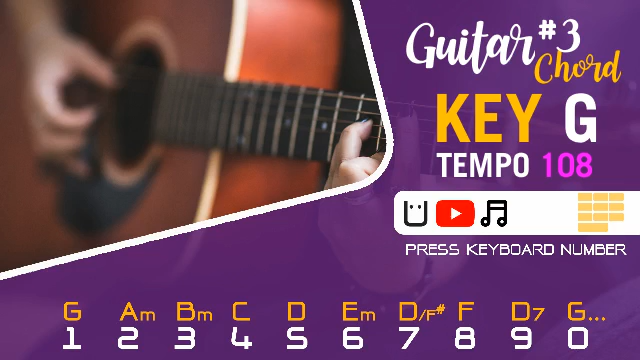 Guitar #3
Chord
KEY G
TEMPO 108
PRESS KEYBOARD NUMBER
G Am Bm C D Em D/F# F D7 G...
1 2 3 4 5 6 7 8 9 0